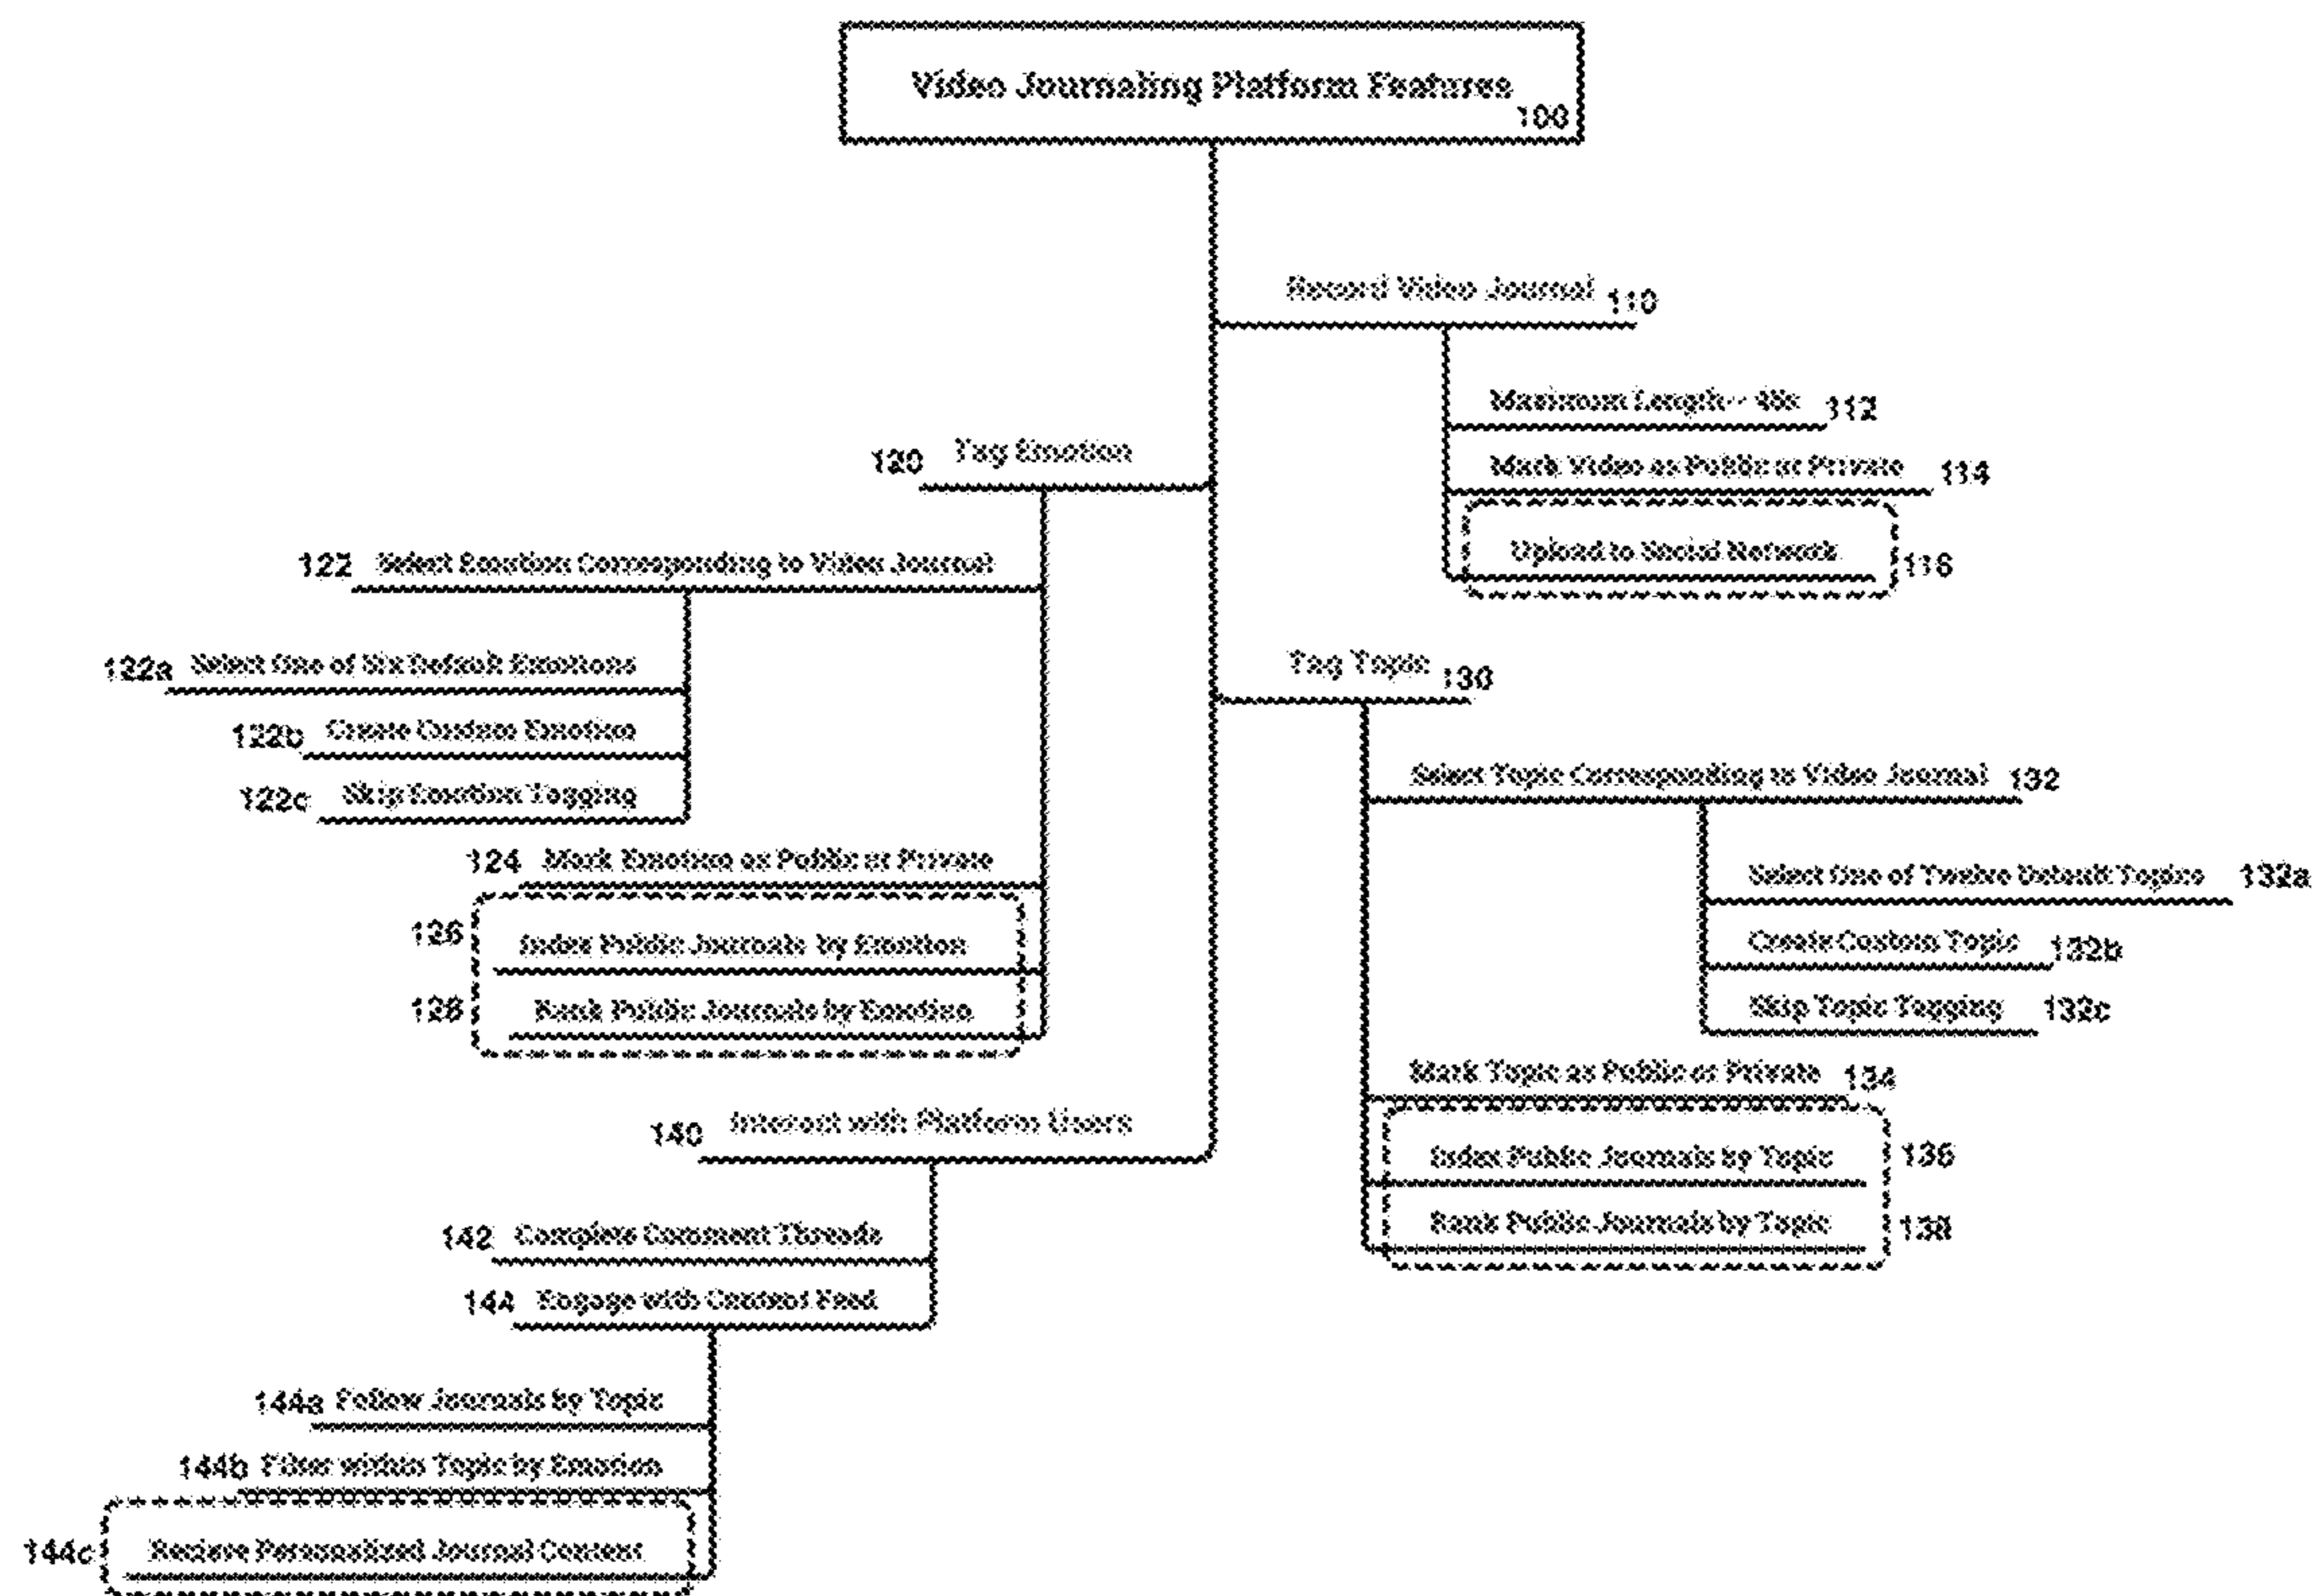 Video Journaling Platform Features
100
Record Video Journal 110
Maximum Length -
112
Mark Video as Public or Private 114
Upload to Social Network 116
120 Tag Emotion
122 Select Emotion Corresponding to Video Journal
122a Select One of Six Default Emotions
122b Create Custom Emotion
122c Skip Emotion Tagging
124 Mark Emotion as Public or Private
126 Index Public Journals by Emotion
128 Rank Public Journals by Emotion
Tag Topic 130
Select Topic Corresponding to Video Journal 132
Select One of Twelve Default Topics 132a
Create Custom Topic 132b
Skip Topic Tagging 132c
Mark Topic as Public or Private 134
Index Public Journals by Topic 136
Rank Public Journals by Topic 138
140 Interact with Platform Users
142 Complete Comment Threads
144 Engage with Content Feed
144a Follow Journals by Topic
144b Filter within Topic by Emotion
144c Recieve Personalized Journal Content